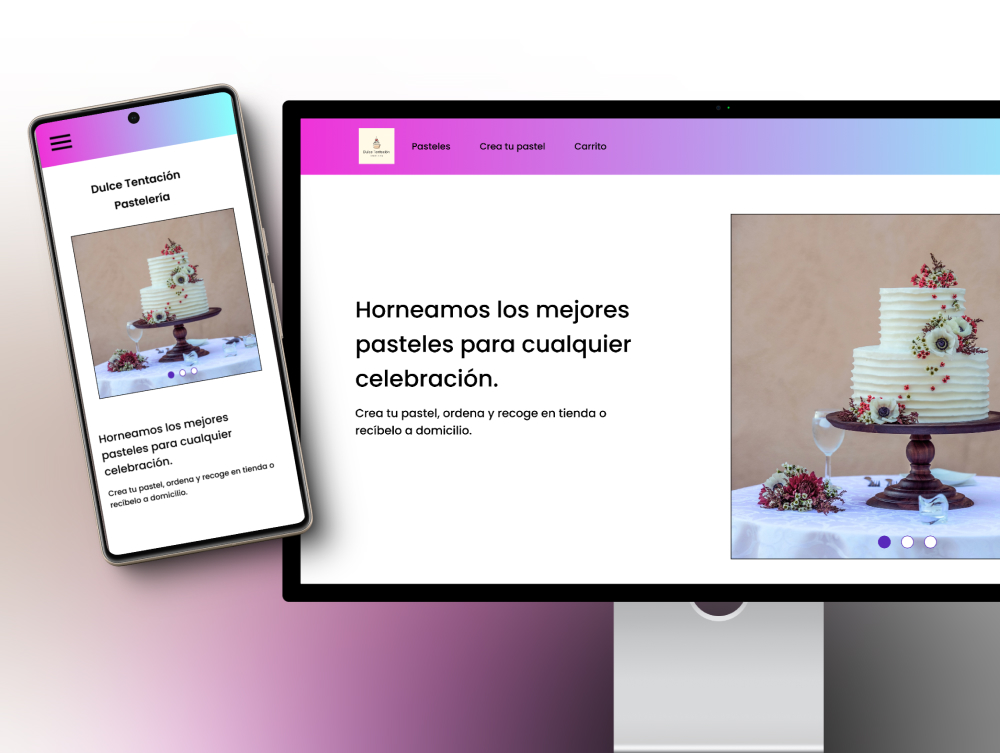 Dulce Tentación
Pastelería
Horneamos los mejores
pasteles para cualquier
celebración.
Crea tu pastel, ordena y recoge en tienda o
recíbelo a domicilio.
Dulce Tentación
Pasteles
Crea tu pastel
Carrito
Horneamos los mejores
pasteles para cualquier
celebración.
Crea tu pastel, ordena y recoge en tienda o
recíbelo a domicilio.